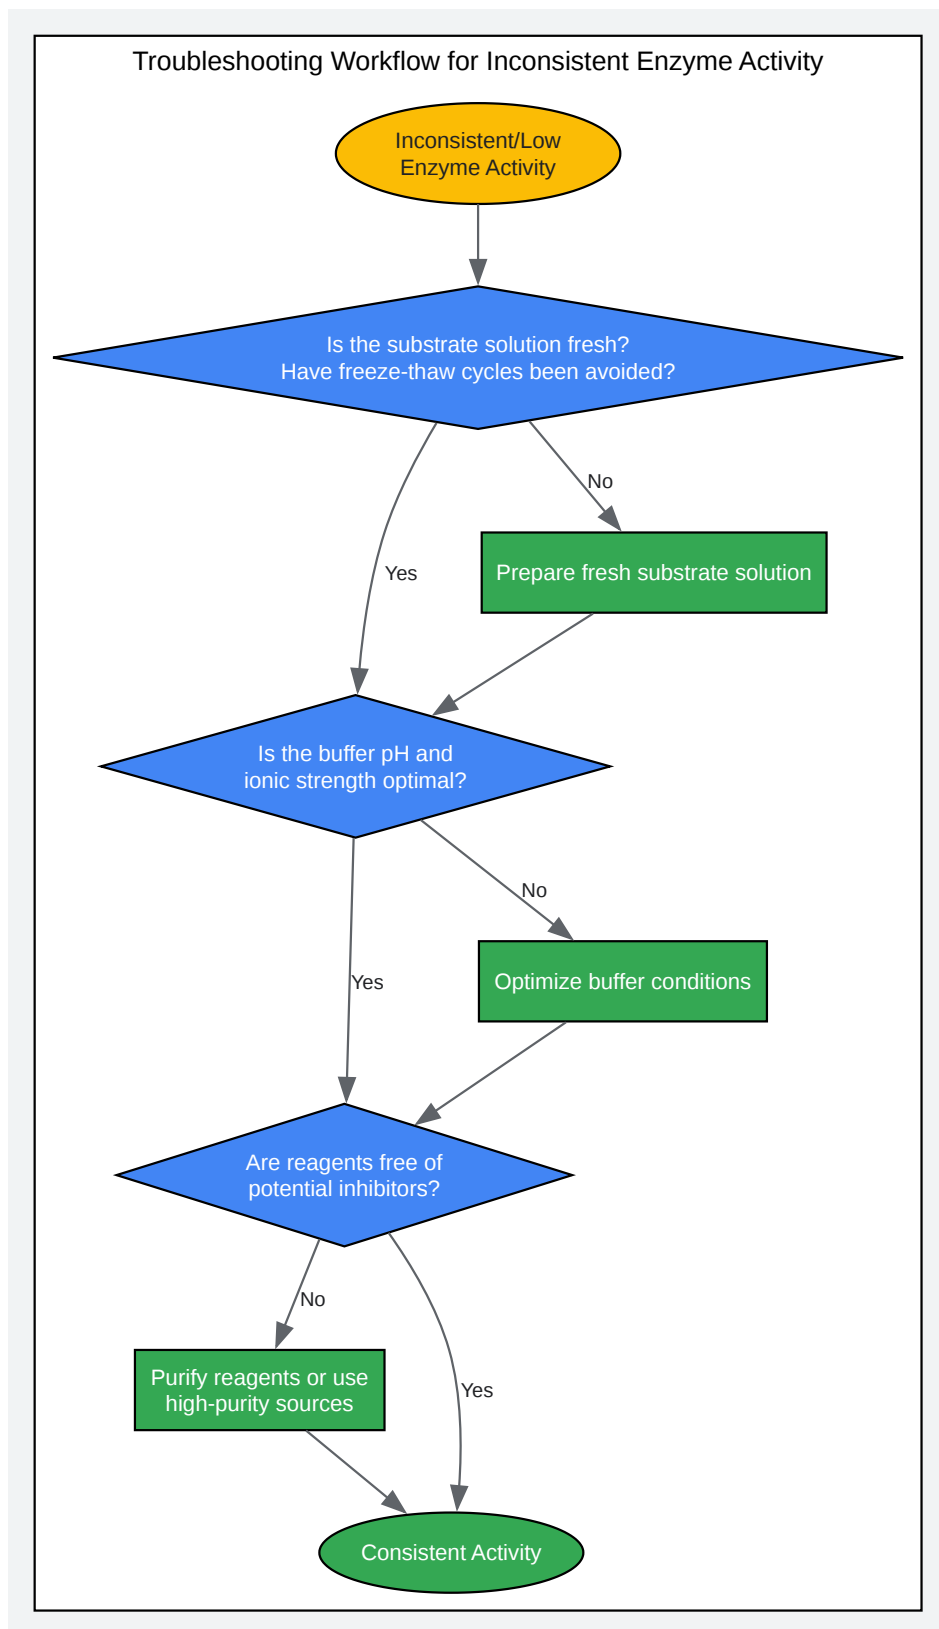 Troubleshooting Workflow for Inconsistent Enzyme Activity
Inconsistent/Low
Enzyme Activity
Is the substrate solution fresh?
Have freeze-thaw cycles been avoided?
No
Yes
Prepare fresh substrate solution
Is the buffer pH and
ionic strength optimal?
No
Yes
Optimize buffer conditions
Are reagents free of
potential inhibitors?
No
Purify reagents or use
high-purity sources
Yes
Consistent Activity